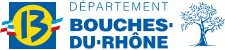 13
DÉPARTEMENT
BOUCHES·
DU·RHÔNE